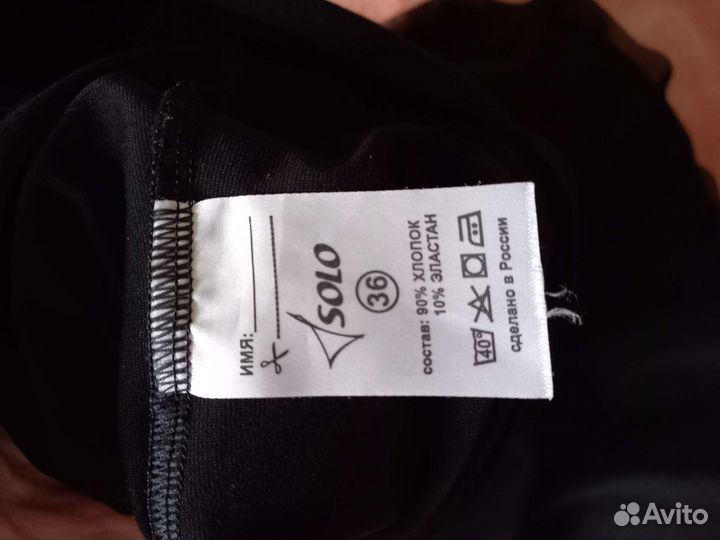 ИМЯ:
SOLO
36
состав: 90% ХЛОПОК
10% ЭЛАСТАН
40°
сделано в России
Avito